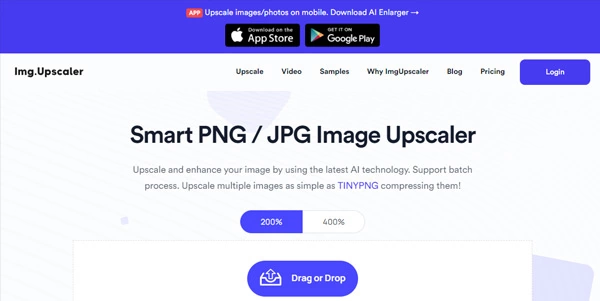 APP Upscale images/photos on mobile. Download AI Enlarger →
Download on the
App Store
GET IT ON
Google Play
Img.Upscaler
Upscale Video Samples Why ImgUpscaler Blog Pricing Login
Smart PNG / JPG Image Upscaler
Upscale and enhance your image by using the latest AI technology. Support batch
process. Upscale multiple images as simple as TINYPNG compressing them!
200% 400%
Drag or Drop